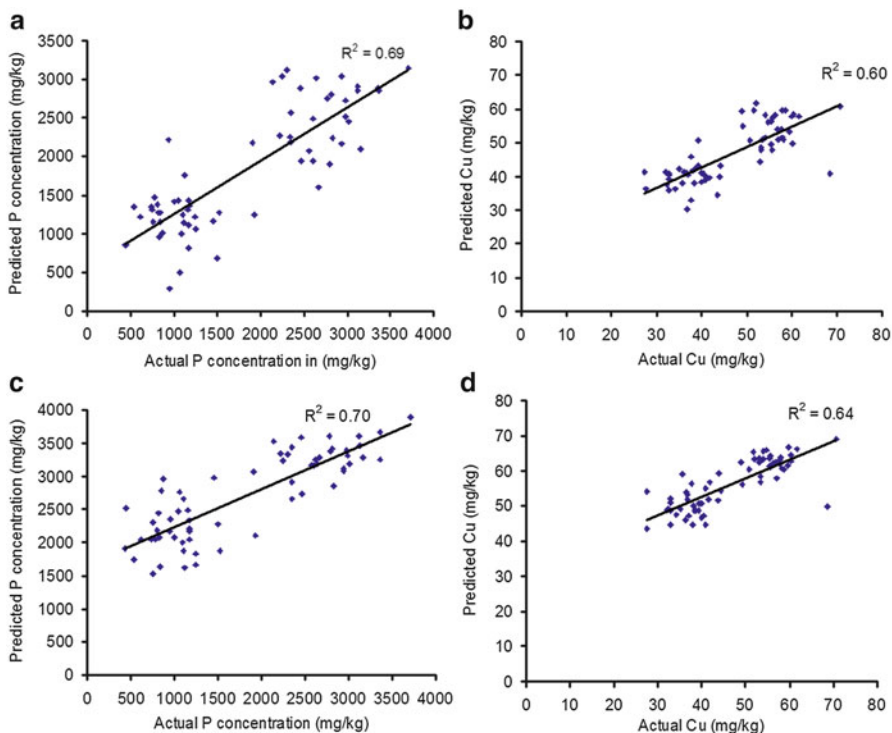 a
b
3500
3000
2500
2000
1500
1000
500
0
R² = 0.69
Predicted P concentration (mg/kg)
0 500 1000 1500 2000 2500 3000 3500 4000
Actual P concentration in (mg/kg)
80
70
60
50
40
30
20
10
0
R² = 0.60
Predicted Cu (mg/kg)
0 10 20 30 40 50 60 70 80
Actual Cu (mg/kg)
c
d
4000
3500
3000
2500
2000
1500
1000
500
0
R² = 0.70
Predicted P concentration (mg/kg)
0 500 1000 1500 2000 2500 3000 3500 4000
Actual P concentration (mg/kg)
80
70
60
50
40
30
20
10
0
R² = 0.64
Predicted Cu (mg/kg)
0 10 20 30 40 50 60 70 80
Actual Cu (mg/kg)